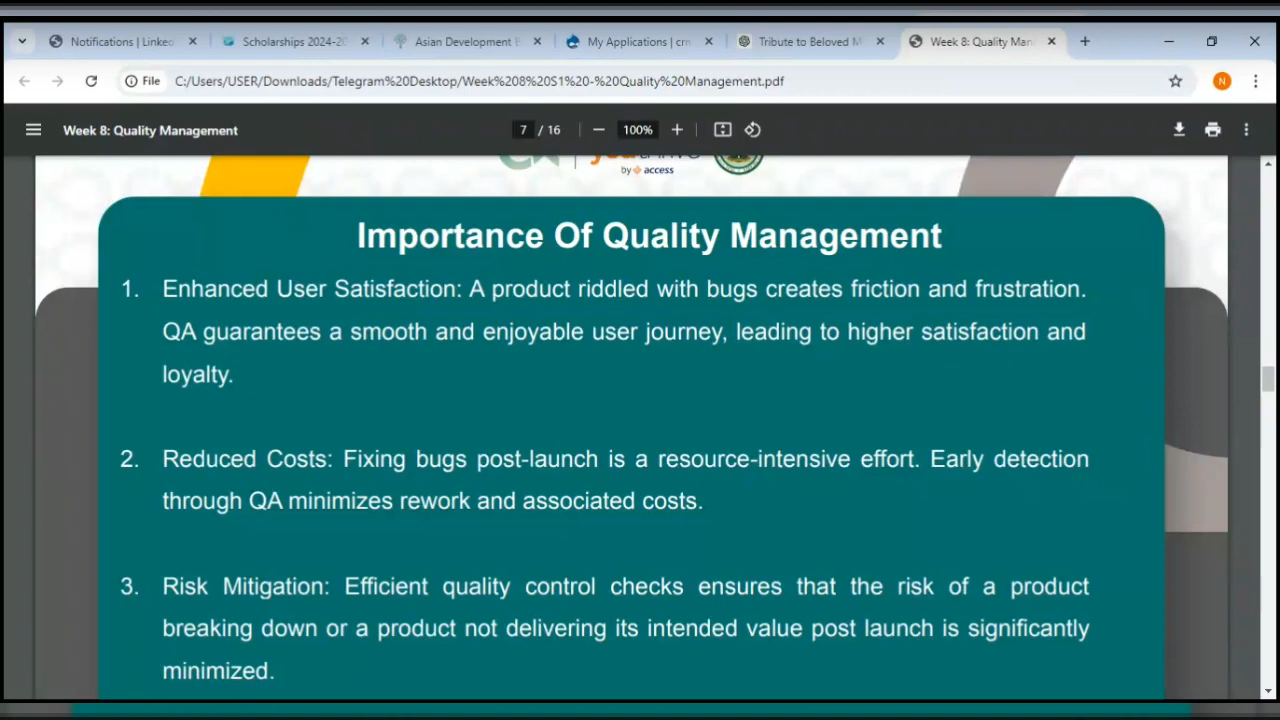 Notifications | Linke
Scholarships 2024-20
Asian Development
My Applications | crn
Tribute to Beloved M
Week 8: Quality Man
File
C:/Users/USER/Downloads/Telegram%20Desktop/Week%208%20S1%20-%20Quality%20Management.pdf
N
Week 8: Quality Management
7 / 16
100%
by access
Importance Of Quality Management
1. Enhanced User Satisfaction: A product riddled with bugs creates friction and frustration.
QA guarantees a smooth and enjoyable user journey, leading to higher satisfaction and
loyalty.
2. Reduced Costs: Fixing bugs post-launch is a resource-intensive effort. Early detection
through QA minimizes rework and associated costs.
3. Risk Mitigation: Efficient quality control checks ensures that the risk of a product
breaking down or a product not delivering its intended value post launch is significantly
minimized.